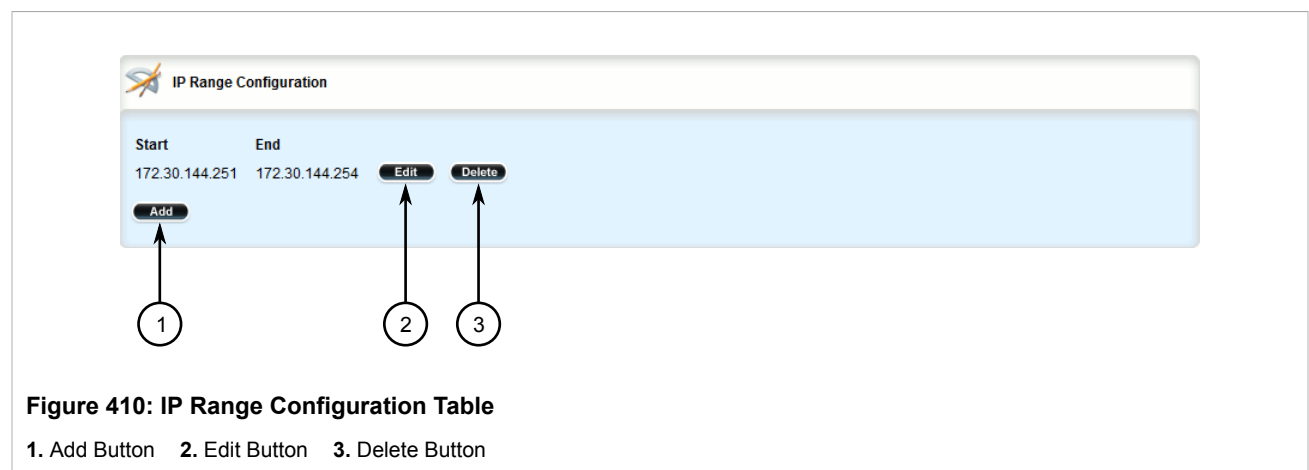 IP Range Configuration
Start End
172.30.144.251 172.30.144.254 Edit Delete
Add
1 2 3
Figure 410: IP Range Configuration Table
1. Add Button 2. Edit Button 3. Delete Button